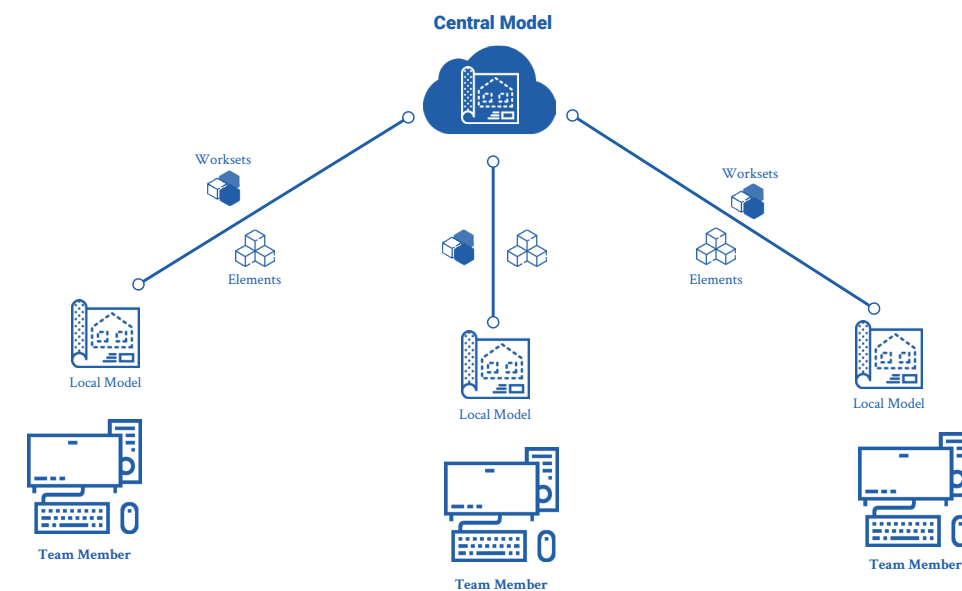 Central Model
Worksets
Elements
Worksets
Elements
Local Model
Local Model
Local Model
Team Member
Team Member
Team Member